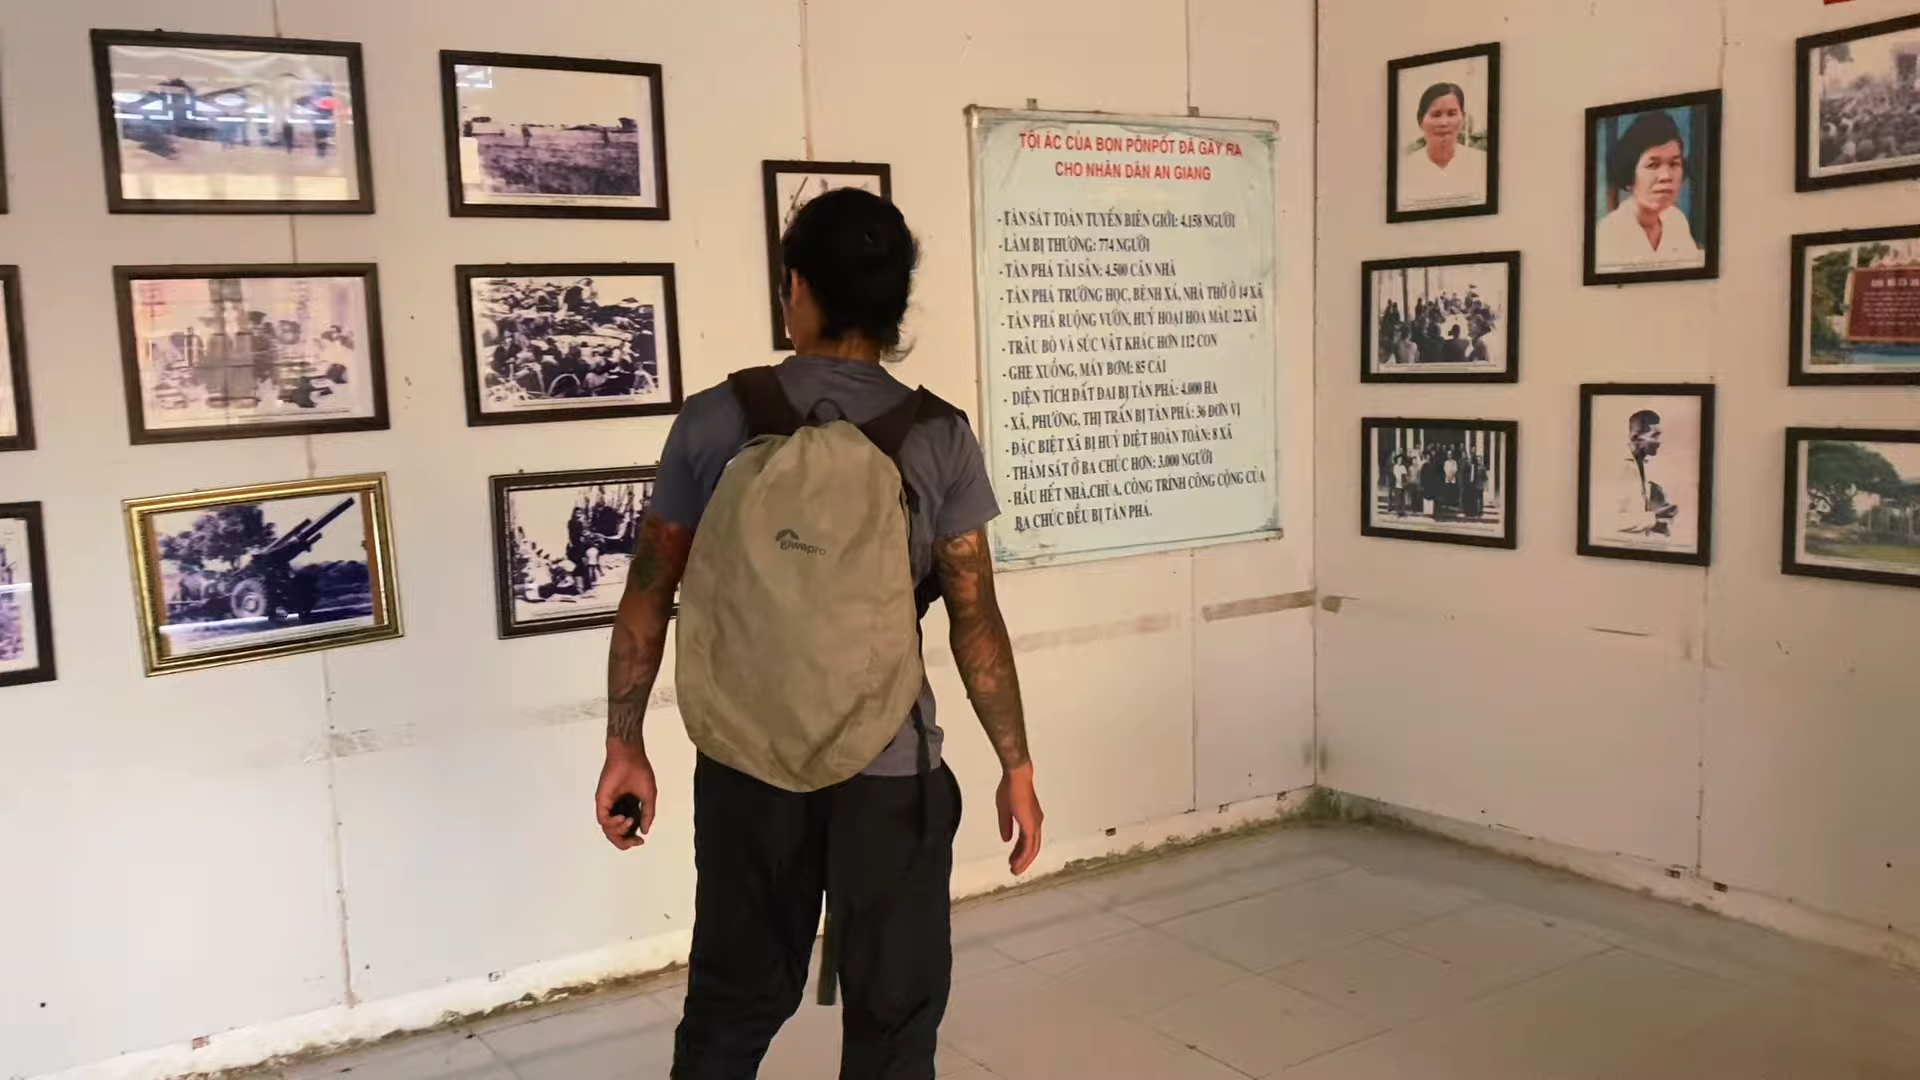 TỘI ÁC CỦA BỌN PÔNPỐT ĐÃ GÂY RA
CHO NHÂN DÂN AN GIANG
- TÀN SÁT TOÀN TUYẾN BIÊN GIỚI: 4.158 NGƯỜI
- LÀM BỊ THƯƠNG: 774 NGƯỜI
- TÀN PHÁ TÀI SẢN: 4.500 CĂN NHÀ
- TÀN PHÁ TRƯỜNG HỌC, BỆNH XÁ, NHÀ THỜ Ở 14 XÃ
- TÀN PHÁ RUỘNG VƯỜN, HUỶ HOẠI HOA MÀU 22 XÃ
- TRÂU BÒ VÀ SÚC VẬT KHÁC HƠN 112 CON
- GHE XUỒNG, MÁY BƠM: 85 CÁI
- DIỆN TÍCH ĐẤT ĐAI BỊ TÀN PHÁ: 4.000 HA
- XÃ, PHƯỜNG, THỊ TRẤN BỊ TÀN PHÁ: 36 ĐƠN VỊ
- ĐẶC BIỆT XÃ BỊ HUỶ DIỆT HOÀN TOÀN: 8 XÃ
- THẢM SÁT Ở BA CHÚC HƠN: 3.000 NGƯỜI
- HẦU HẾT NHÀ, CHÙA, CÔNG TRÌNH CÔNG CỘNG CỦA
BA CHÚC ĐỀU BỊ TÀN PHÁ.
lowepro